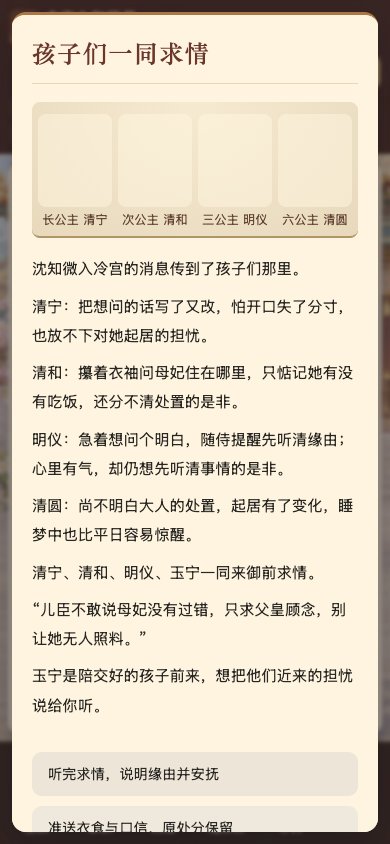 孩子们一同求情
长公主 清宁
次公主 清和
三公主 明仪
六公主 清圆
沈知微入冷宫的消息传到了孩子们那里。
清宁：把想问的话写了又改，怕开口失了分寸，
也放不下对她起居的担忧。
清和：攥着衣袖问母妃住在哪里，只惦记她有没
有吃饭，还分不清处置的是非。
明仪：急着想问个明白，随侍提醒先听清缘由；
心里有气，却仍想先听清事情的是非。
清圆：尚不明白大人的处置，起居有了变化，睡
梦中也比平日容易惊醒。
清宁、清和、明仪、玉宁一同来御前求情。
“儿臣不敢说母妃没有过错，只求父皇顾念，别
让她无人照料。”
玉宁是陪交好的孩子前来，想把他们近来的担忧
说给你听。
听完求情，说明缘由并安抚
准送衣食与口信，原处分保留